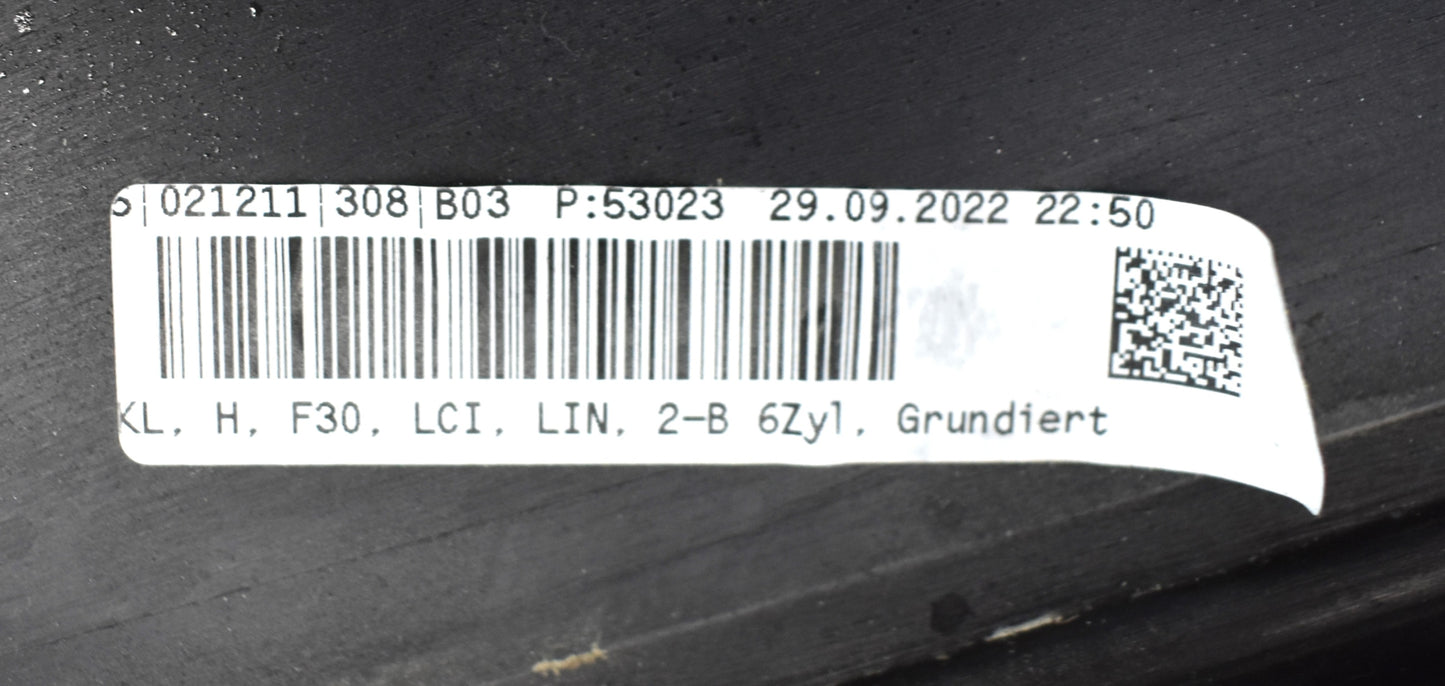 021211|308|B03 P:53023 29.09.2022 22:50
KL, H, F30, LCI, LIN, 2-B 6Zyl, Grundiert